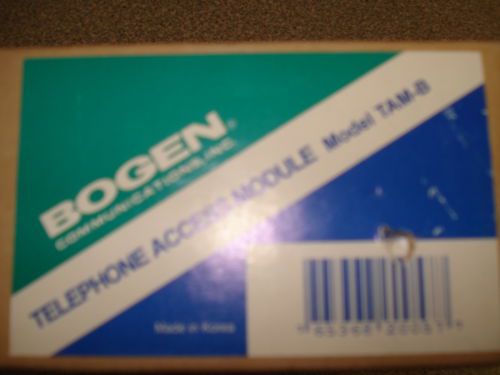 BOGEN
COMMUNICATIONS, INC.
TELEPHONE ACCESS MODULE Model TAM-B
Made in Korea